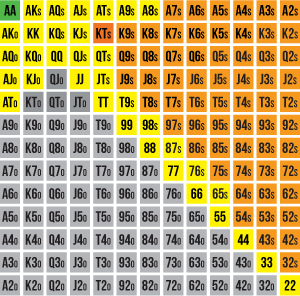 AA AKs AQs AJs ATs A9s A8s A7s A6s A5s A4s A3s A2s
AKo KK KQs KJs KTs K9s K8s K7s K6s K5s K4s K3s K2s
AQo KQo QQ QJs QTs Q9s Q8s Q7s Q6s Q5s Q4s Q3s Q2s
AJo KJo QJo JJ JTs J9s J8s J7s J6s J5s J4s J3s J2s
ATo KTo QTo JTo TT T9s T8s T7s T6s T5s T4s T3s T2s
A9o K9o Q9o J9o T9o 99 98s 97s 96s 95s 94s 93s 92s
A8o K8o Q8o J8o T8o 98o 88 87s 86s 85s 84s 83s 82s
A7o K7o Q7o J7o T7o 97o 87o 77 76s 75s 74s 73s 72s
A6o K6o Q6o J6o T6o 96o 86o 76o 66 65s 64s 63s 62s
A5o K5o Q5o J5o T5o 95o 85o 75o 65o 55 54s 53s 52s
A4o K4o Q4o J4o T4o 94o 84o 74o 64o 54o 44 43s 42s
A3o K3o Q3o J3o T3o 93o 83o 73o 63o 53o 43o 33 32s
A2o K2o Q2o J2o T2o 92o 82o 72o 62o 52o 42o 32o 22